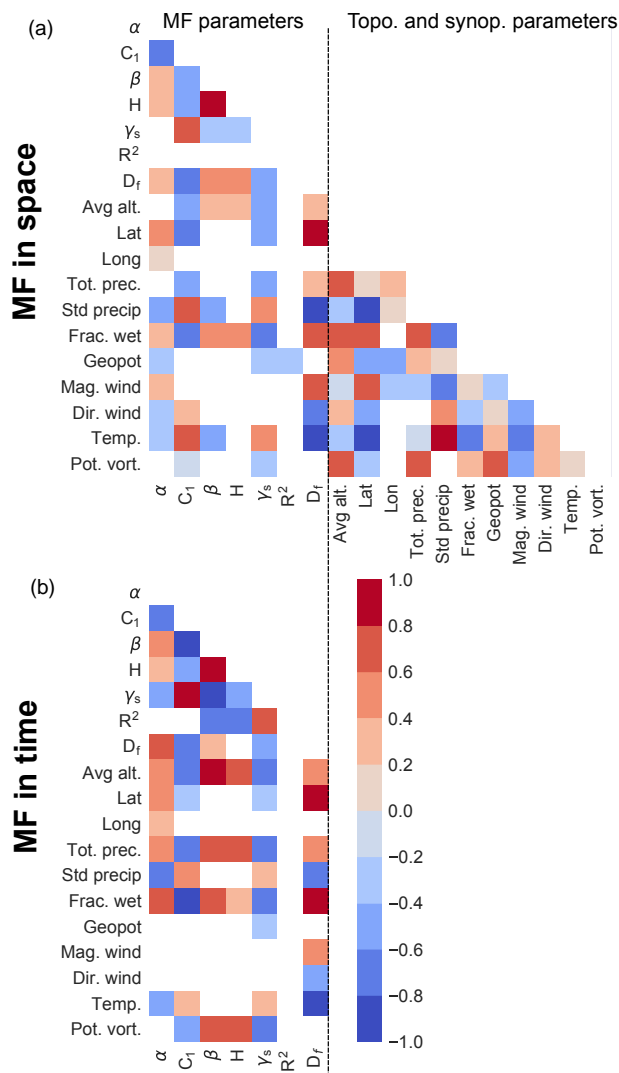 MF parameters Topo. and synop. parameters
(a)
MF in space
α
C1
β
H
γs
R2
Df
Avg alt.
Lat
Long
Tot. prec.
Std precip
Frac. wet
Geopot
Mag. wind
Dir. wind
Temp.
Pot. vort.
α C1 β H γs R2 Df Avg alt. Lat Lon Tot. prec. Std precip Frac. wet Geopot Mag. wind Dir. wind Temp. Pot. vort.
(b)
MF in time
α
C1
β
H
γs
R2
Df
Avg alt.
Lat
Long
Tot. prec.
Std precip
Frac. wet
Geopot
Mag. wind
Dir. wind
Temp.
Pot. vort.
α C1 β H γs R2 Df
1.0
0.8
0.6
0.4
0.2
0.0
−0.2
−0.4
−0.6
−0.8
−1.0